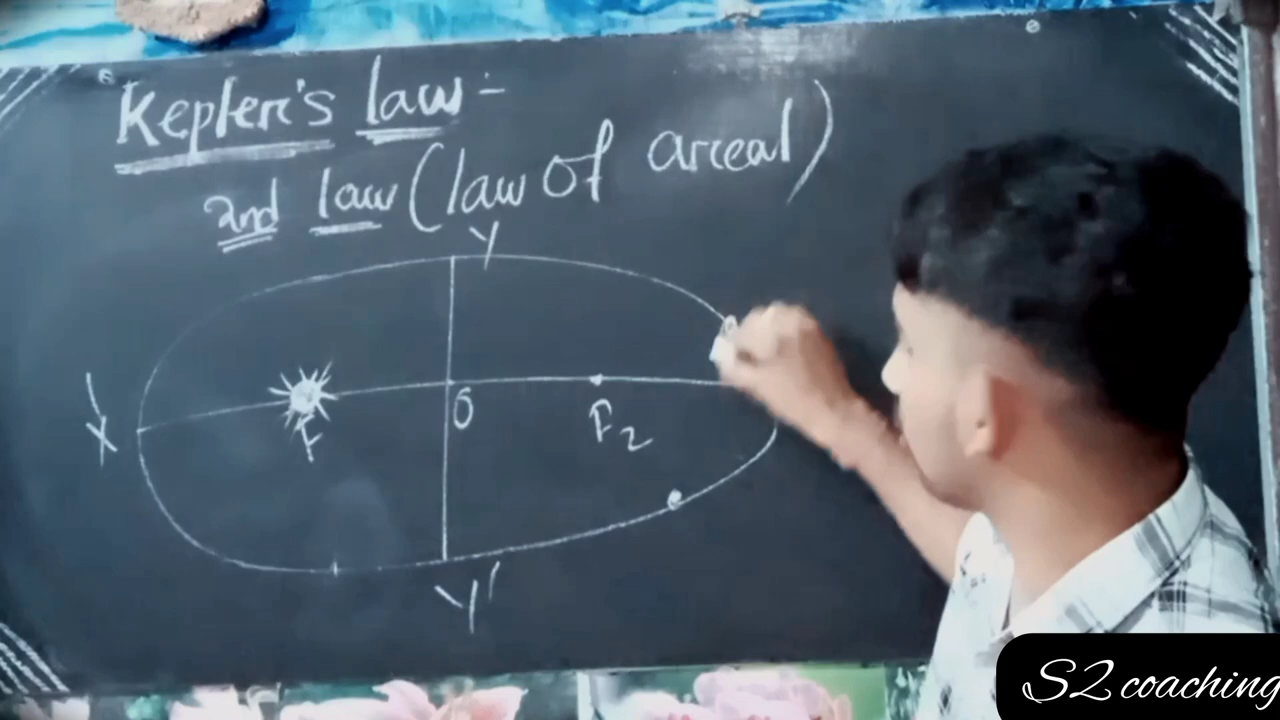 Kepler's law :-
2nd law (law of areal)
Y
X
F
O
F2
Y'
S2 coaching